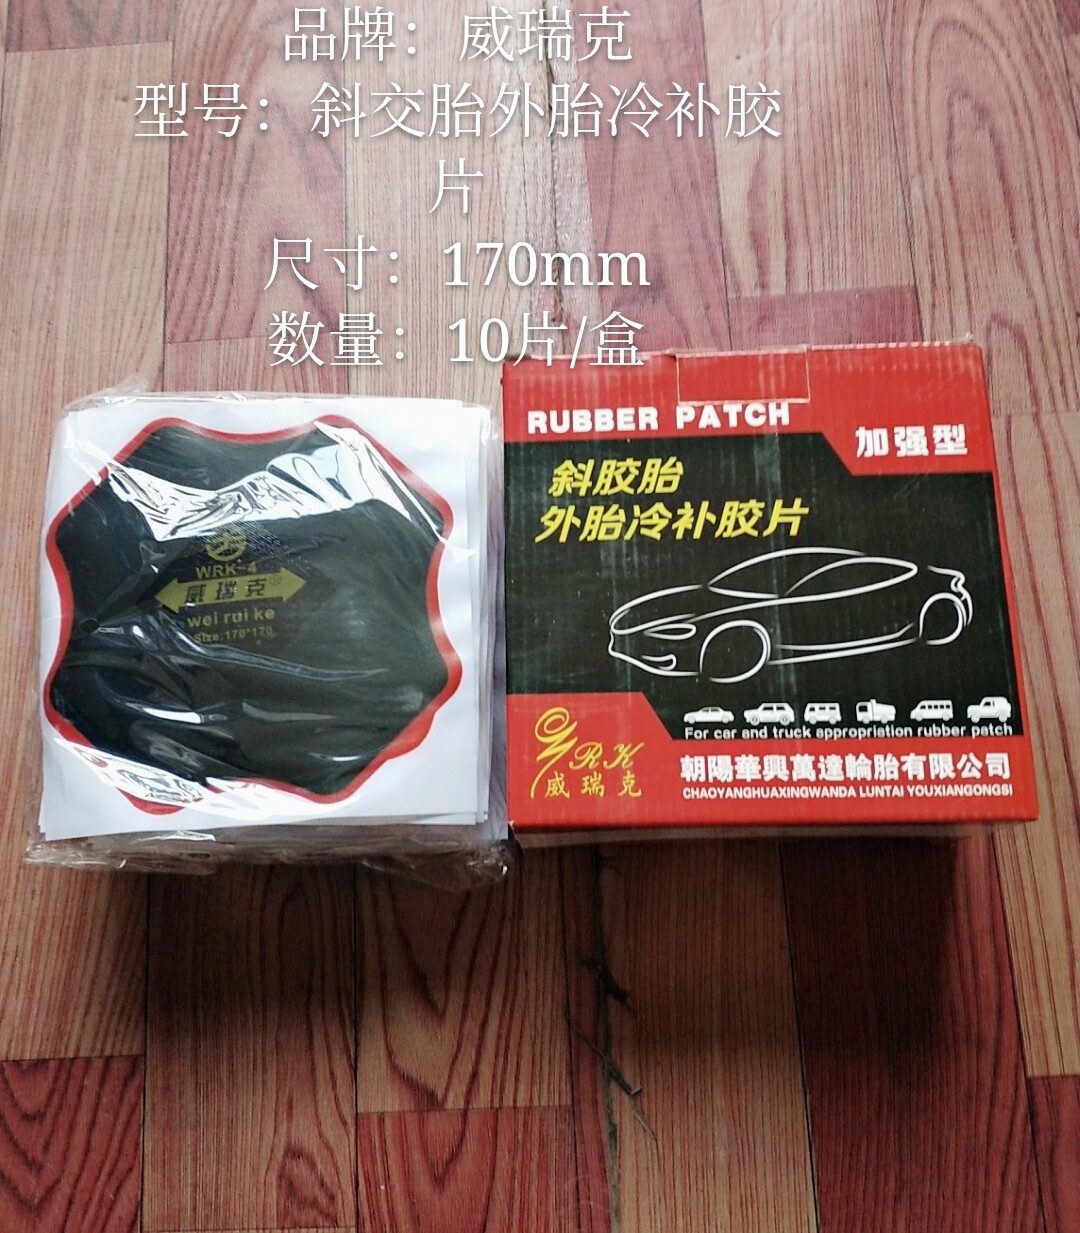 品牌：威瑞克
型号：斜交胎外胎冷补胶
片
尺寸：170mm
数量：10片/盒
RUBBER PATCH
加强型
斜胶胎
外胎冷补胶片
WRK-4
威瑞克®
wei rui ke
Size:170*170
For car and truck appropriation rubber patch
WRK
威瑞克
朝陽華興萬達輪胎有限公司
CHAOYANGHUAXINGWANDA LUNTAI YOUXIANGONGSI